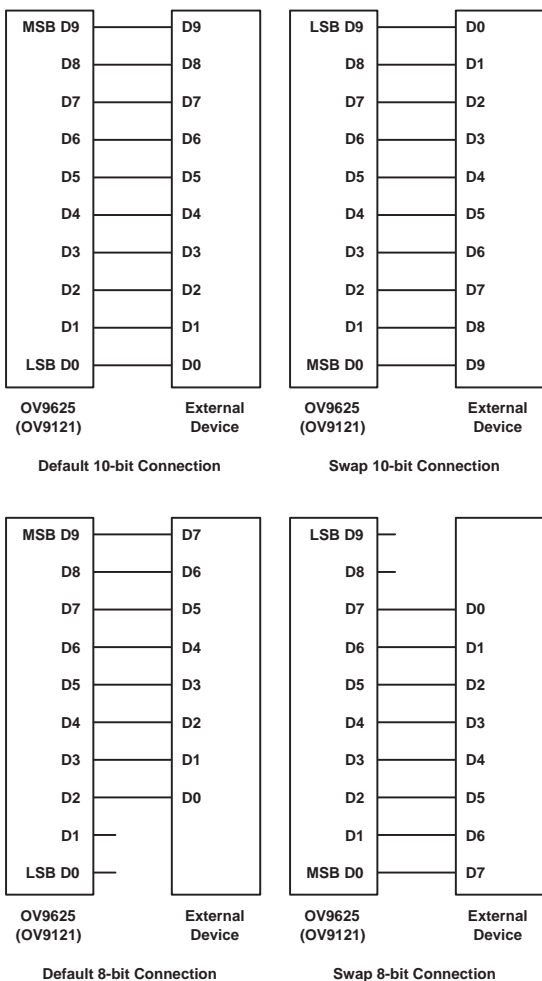 MSB D9 D9
D8 D8
D7 D7
D6 D6
D5 D5
D4 D4
D3 D3
D2 D2
D1 D1
LSB D0 D0
OV9625 External
(OV9121) Device
Default 10-bit Connection
LSB D9 D0
D8 D1
D7 D2
D6 D3
D5 D4
D4 D5
D3 D6
D2 D7
D1 D8
MSB D0 D9
OV9625 External
(OV9121) Device
Swap 10-bit Connection
MSB D9 D7
D8 D6
D7 D5
D6 D4
D5 D3
D4 D2
D3 D1
D2 D0
D1
LSB D0
OV9625 External
(OV9121) Device
Default 8-bit Connection
LSB D9
D8
D7 D0
D6 D1
D5 D2
D4 D3
D3 D4
D2 D5
D1 D6
MSB D0 D7
OV9625 External
(OV9121) Device
Swap 8-bit Connection